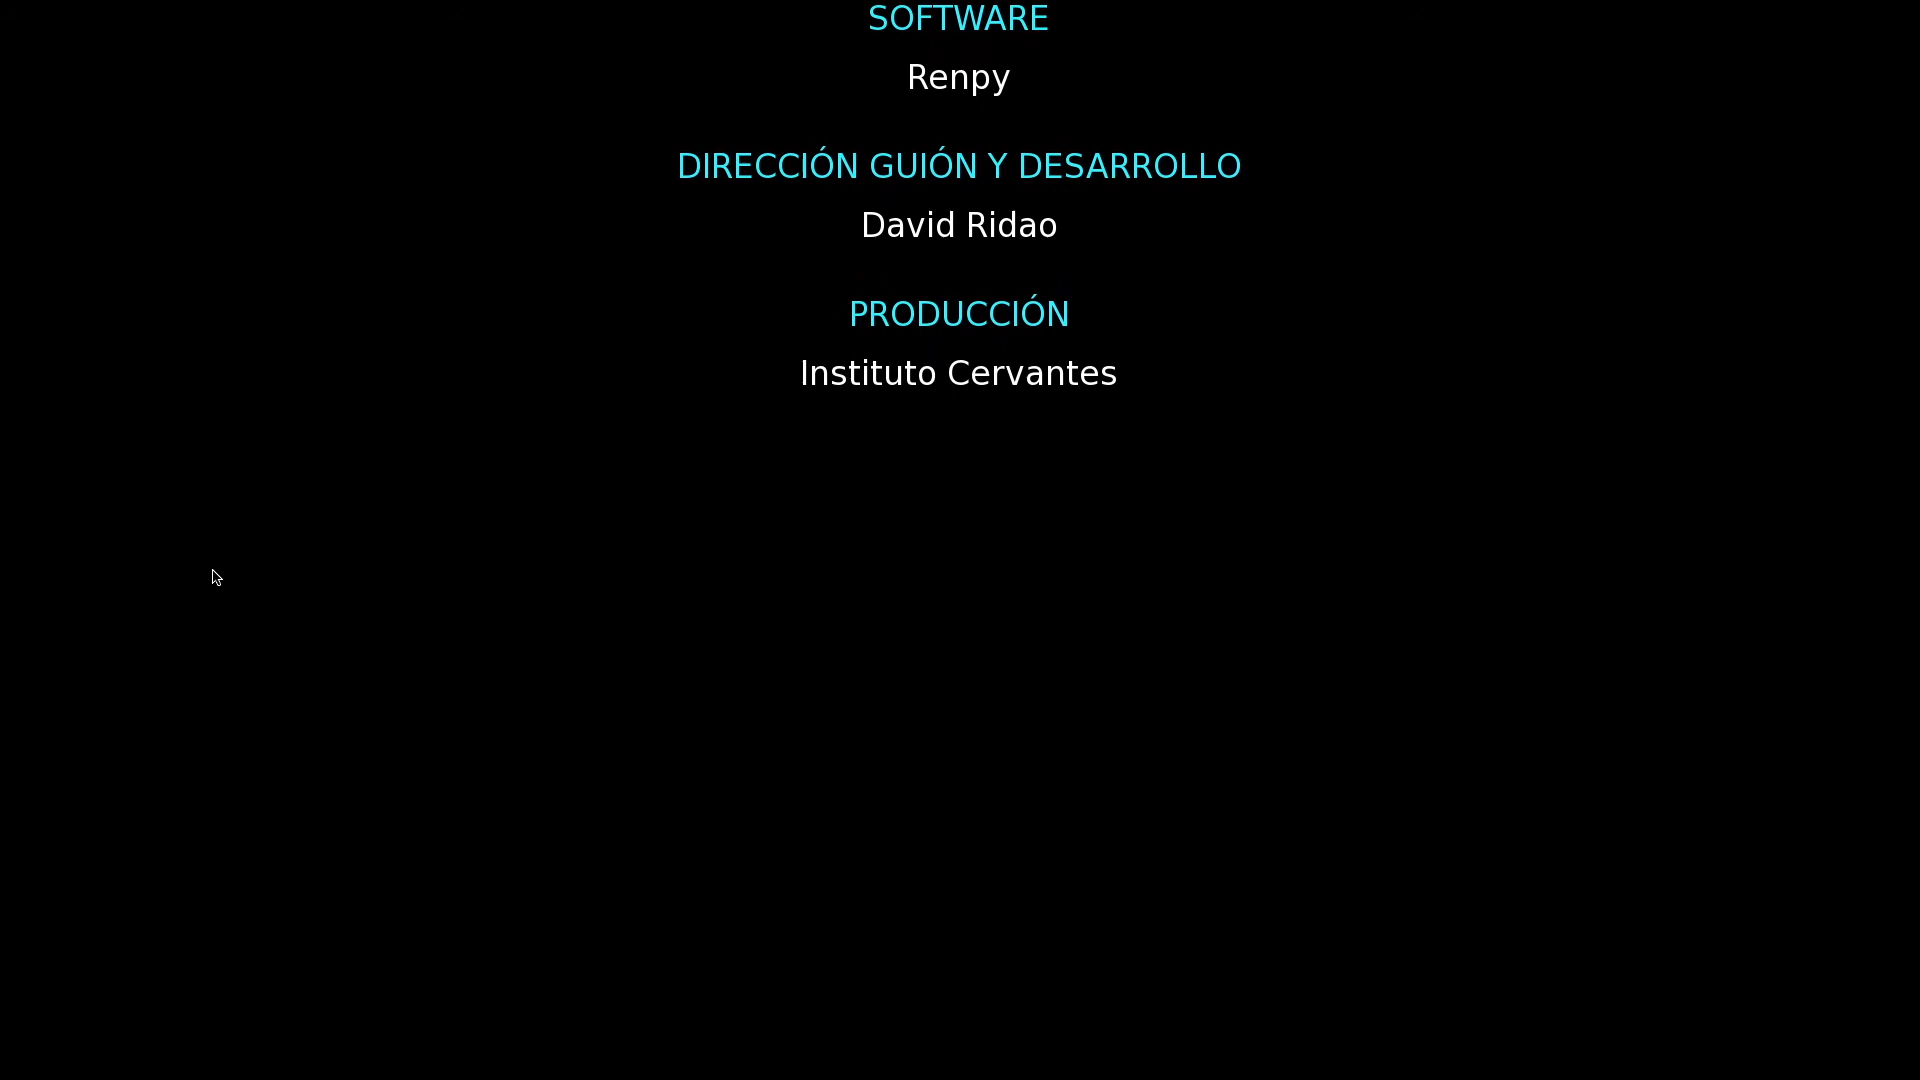 SOFTWARE
Renpy
DIRECCIÓN GUIÓN Y DESARROLLO
David Ridao
PRODUCCIÓN
Instituto Cervantes